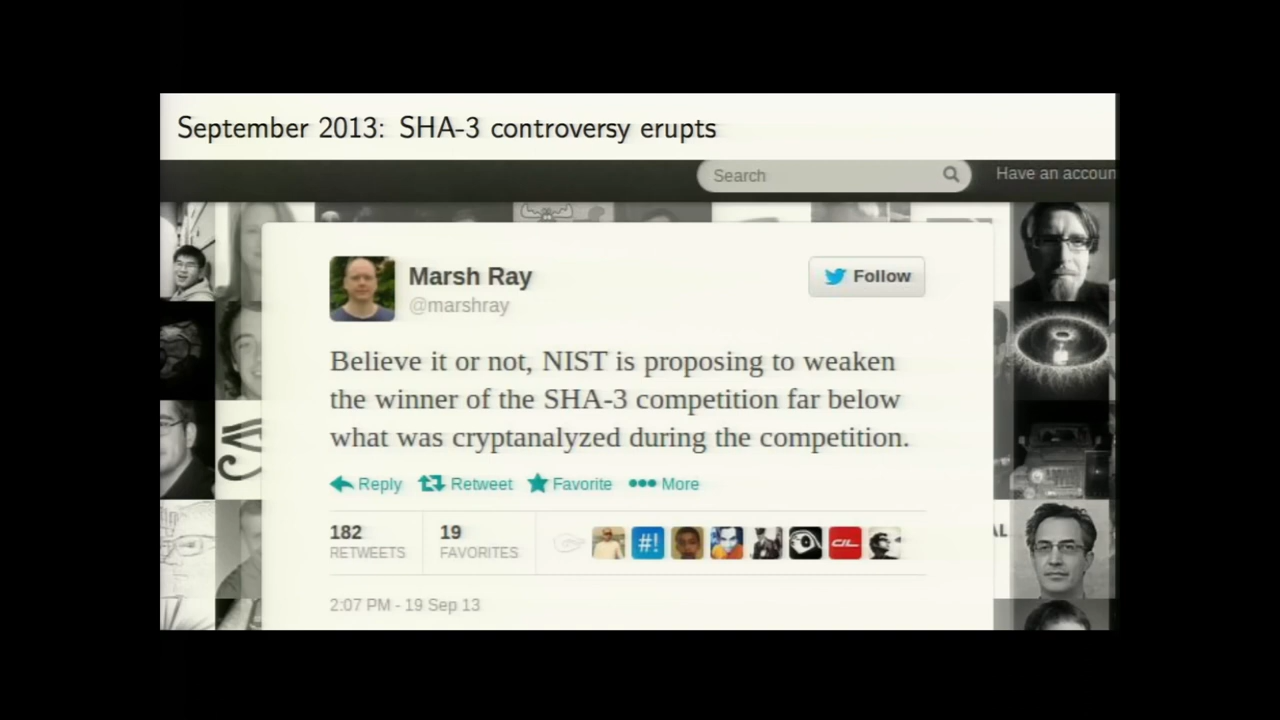 September 2013: SHA-3 controversy erupts
Search
Have an accoun
Marsh Ray
@marshray
Follow
Believe it or not, NIST is proposing to weaken
the winner of the SHA-3 competition far below
what was cryptanalyzed during the competition.
Reply Retweet Favorite More
182
RETWEETS
19
FAVORITES
#!
C/L
AL
2:07 PM - 19 Sep 13